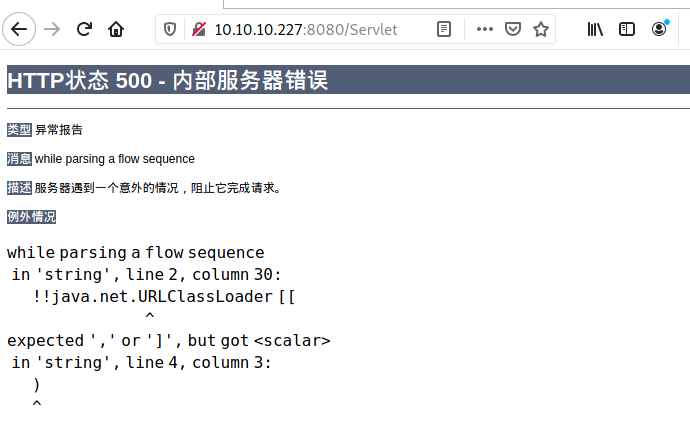 10.10.10.227:8080/Servlet
HTTP状态 500 - 内部服务器错误
类型 异常报告
消息 while parsing a flow sequence
描述 服务器遇到一个意外的情况，阻止它完成请求。
例外情况
while parsing a flow sequence
in 'string', line 2, column 30:
!!java.net.URLClassLoader [[
^
expected ',' or ']', but got <scalar>
in 'string', line 4, column 3:
)
^